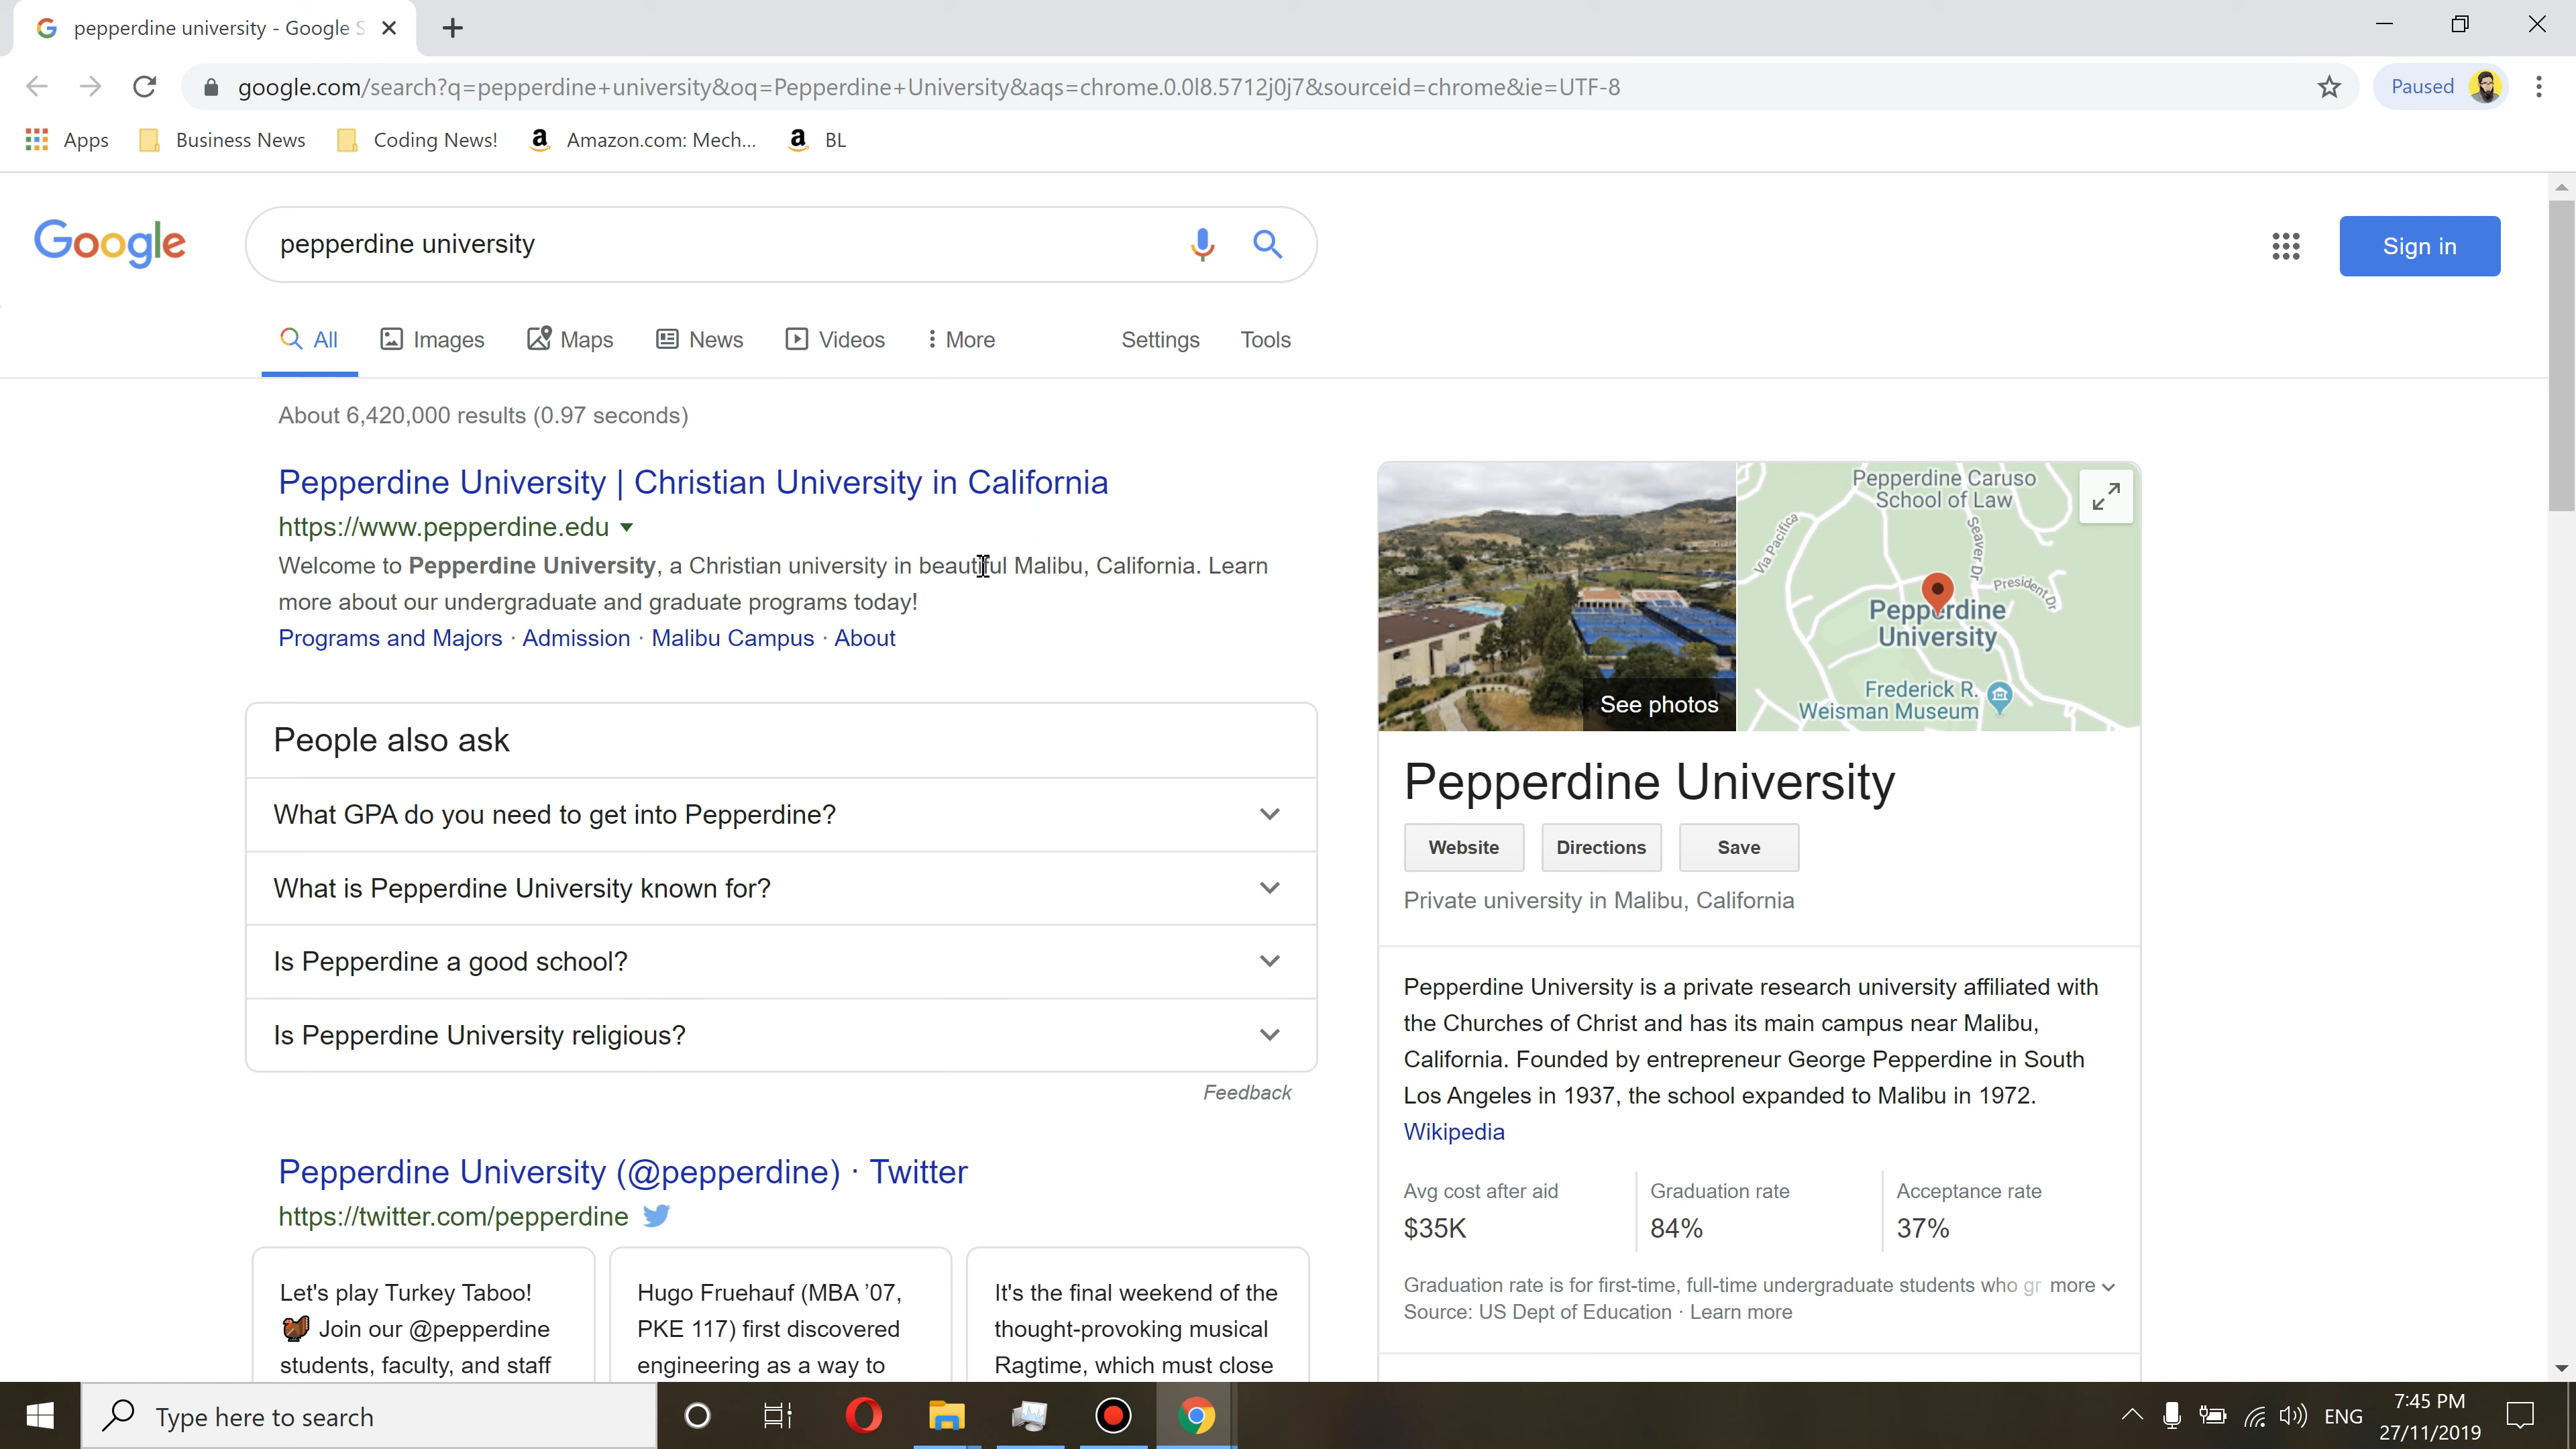 pepperdine university - Google S
google.com/search?q=pepperdine+university&oq=Pepperdine+University&aqs=chrome.0.0l8.5712j0j7&sourceid=chrome&ie=UTF-8
Paused
Apps Business News Coding News! Amazon.com: Mech... BL
Google
pepperdine university
Sign in
All Images Maps News Videos More Settings Tools
About 6,420,000 results (0.97 seconds)
Pepperdine University | Christian University in California
https://www.pepperdine.edu
Welcome to Pepperdine University, a Christian university in beautiful Malibu, California. Learn
more about our undergraduate and graduate programs today!
Programs and Majors · Admission · Malibu Campus · About
People also ask
What GPA do you need to get into Pepperdine?
What is Pepperdine University known for?
Is Pepperdine a good school?
Is Pepperdine University religious?
Feedback
Pepperdine University (@pepperdine) · Twitter
https://twitter.com/pepperdine
Let's play Turkey Taboo!
🦃 Join our @pepperdine
students, faculty, and staff
Hugo Fruehauf (MBA ’07,
PKE 117) first discovered
engineering as a way to
It's the final weekend of the
thought-provoking musical
Ragtime, which must close
See photos
Pepperdine Caruso
School of Law
Via Pacifica
Seaver Dr
President Dr
Pepperdine
University
Frederick R.
Weisman Museum
Pepperdine University
Website Directions Save
Private university in Malibu, California
Pepperdine University is a private research university affiliated with
the Churches of Christ and has its main campus near Malibu,
California. Founded by entrepreneur George Pepperdine in South
Los Angeles in 1937, the school expanded to Malibu in 1972.
Wikipedia
Avg cost after aid Graduation rate Acceptance rate
$35K 84% 37%
Graduation rate is for first-time, full-time undergraduate students who gr more
Source: US Dept of Education · Learn more
Type here to search
ENG
7:45 PM
27/11/2019